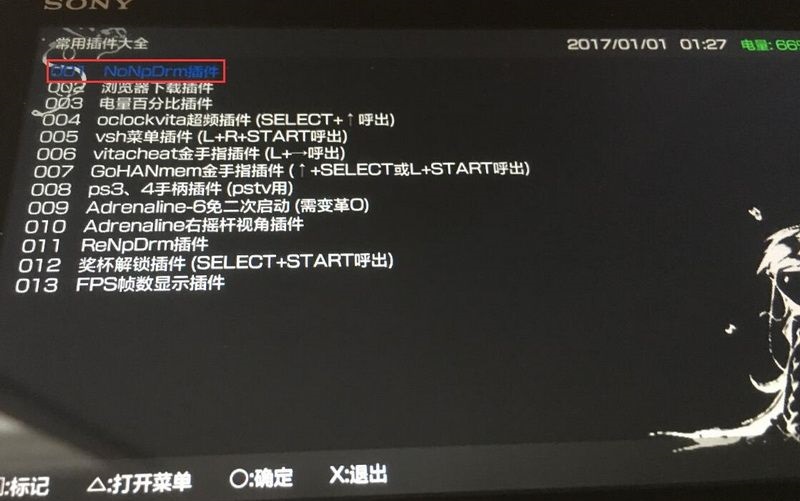 SONY
常用插件大全 2017/01/01 01:27 电量: 66%
001 NoNpDrm插件
002 浏览器下载插件
003 电量百分比插件
004 oclockvita超频插件 (SELECT+↑呼出)
005 vsh菜单插件 (L+R+START呼出)
006 vitacheat金手指插件 (L+→呼出)
007 GoHANmem金手指插件 (↑+SELECT或L+START呼出)
008 ps3、4手柄插件 (pstv用)
009 Adrenaline-6免二次启动 (需变革O)
010 Adrenaline右摇杆视角插件
011 ReNpDrm插件
012 奖杯解锁插件 (SELECT+START呼出)
013 FPS帧数显示插件
□:标记 △:打开菜单 ○:确定 X:退出